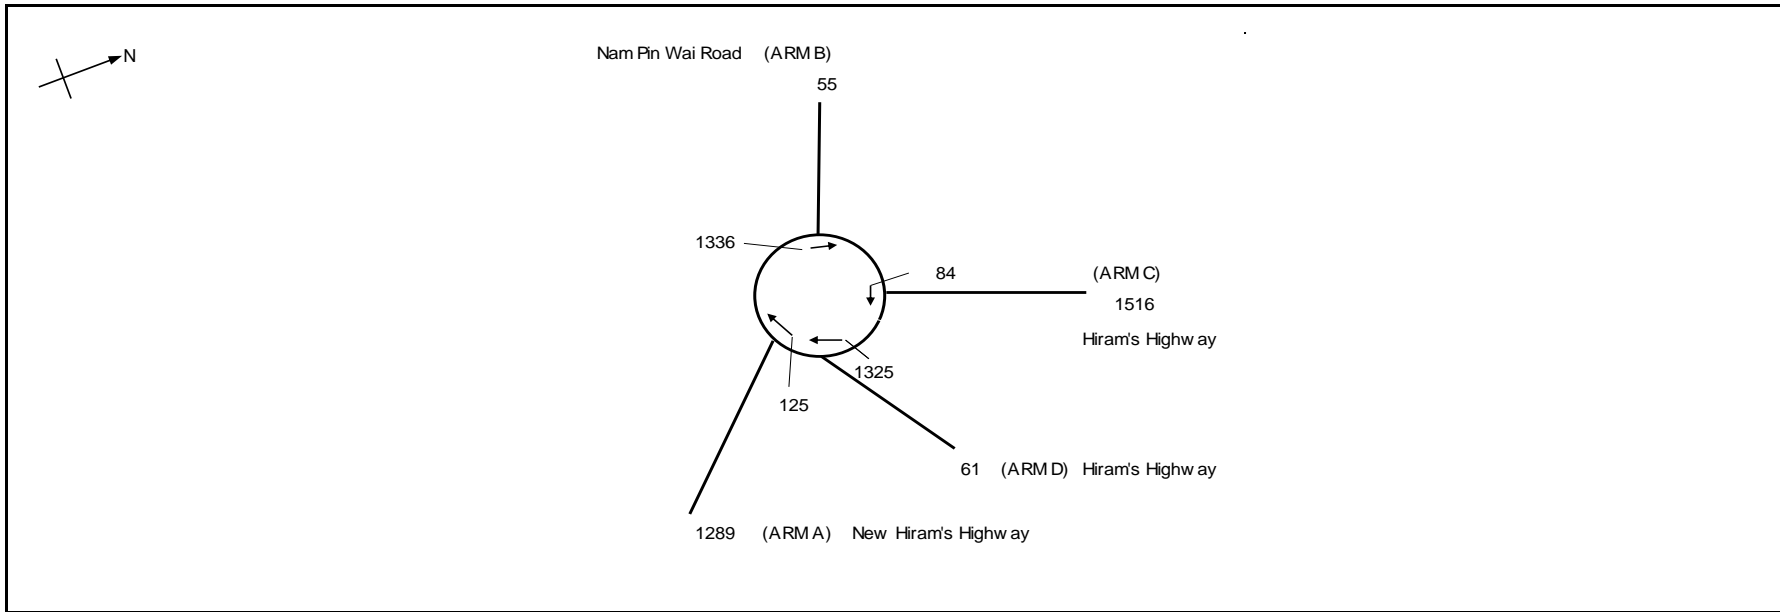 N
Nam Pin Wai Road (ARM B)
55
1336
84 (ARM C)
1516
Hiram's Highway
1325
125
61 (ARM D) Hiram's Highway
1289 (ARM A) New Hiram's Highway